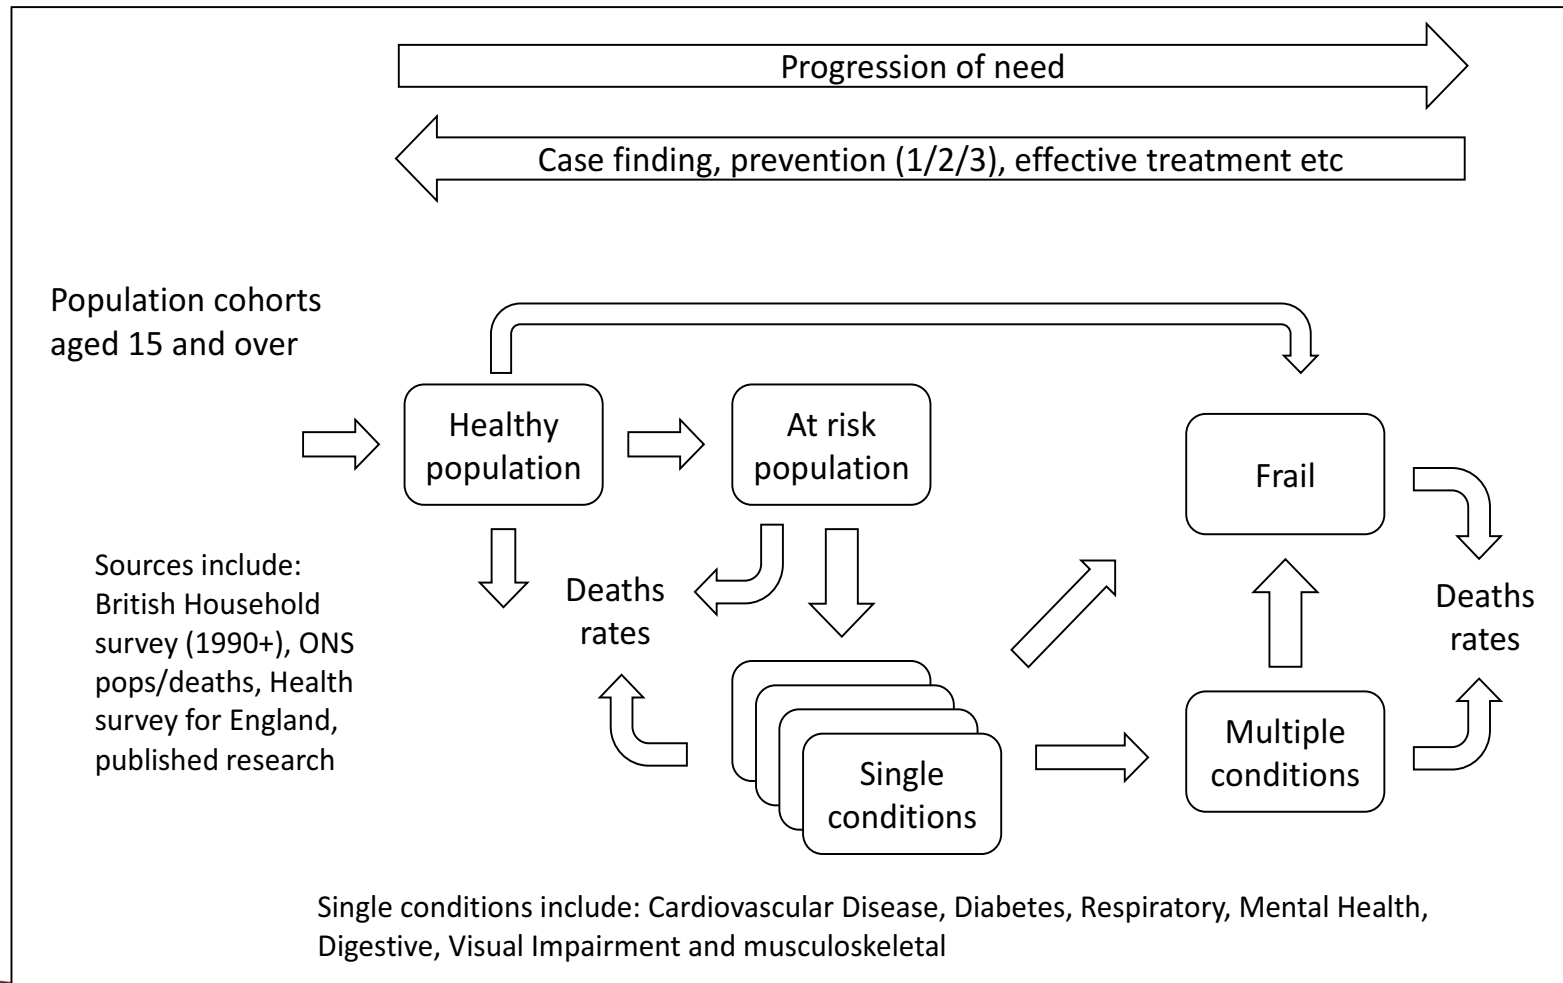 Progression of need
Case finding, prevention (1/2/3), effective treatment etc
Population cohorts
aged 15 and over
Healthy
population
At risk
population
Frail
Sources include:
British Household
survey (1990+), ONS
pops/deaths, Health
survey for England,
published research
Deaths
rates
Deaths
rates
Single
conditions
Multiple
conditions
Single conditions include: Cardiovascular Disease, Diabetes, Respiratory, Mental Health,
Digestive, Visual Impairment and musculoskeletal